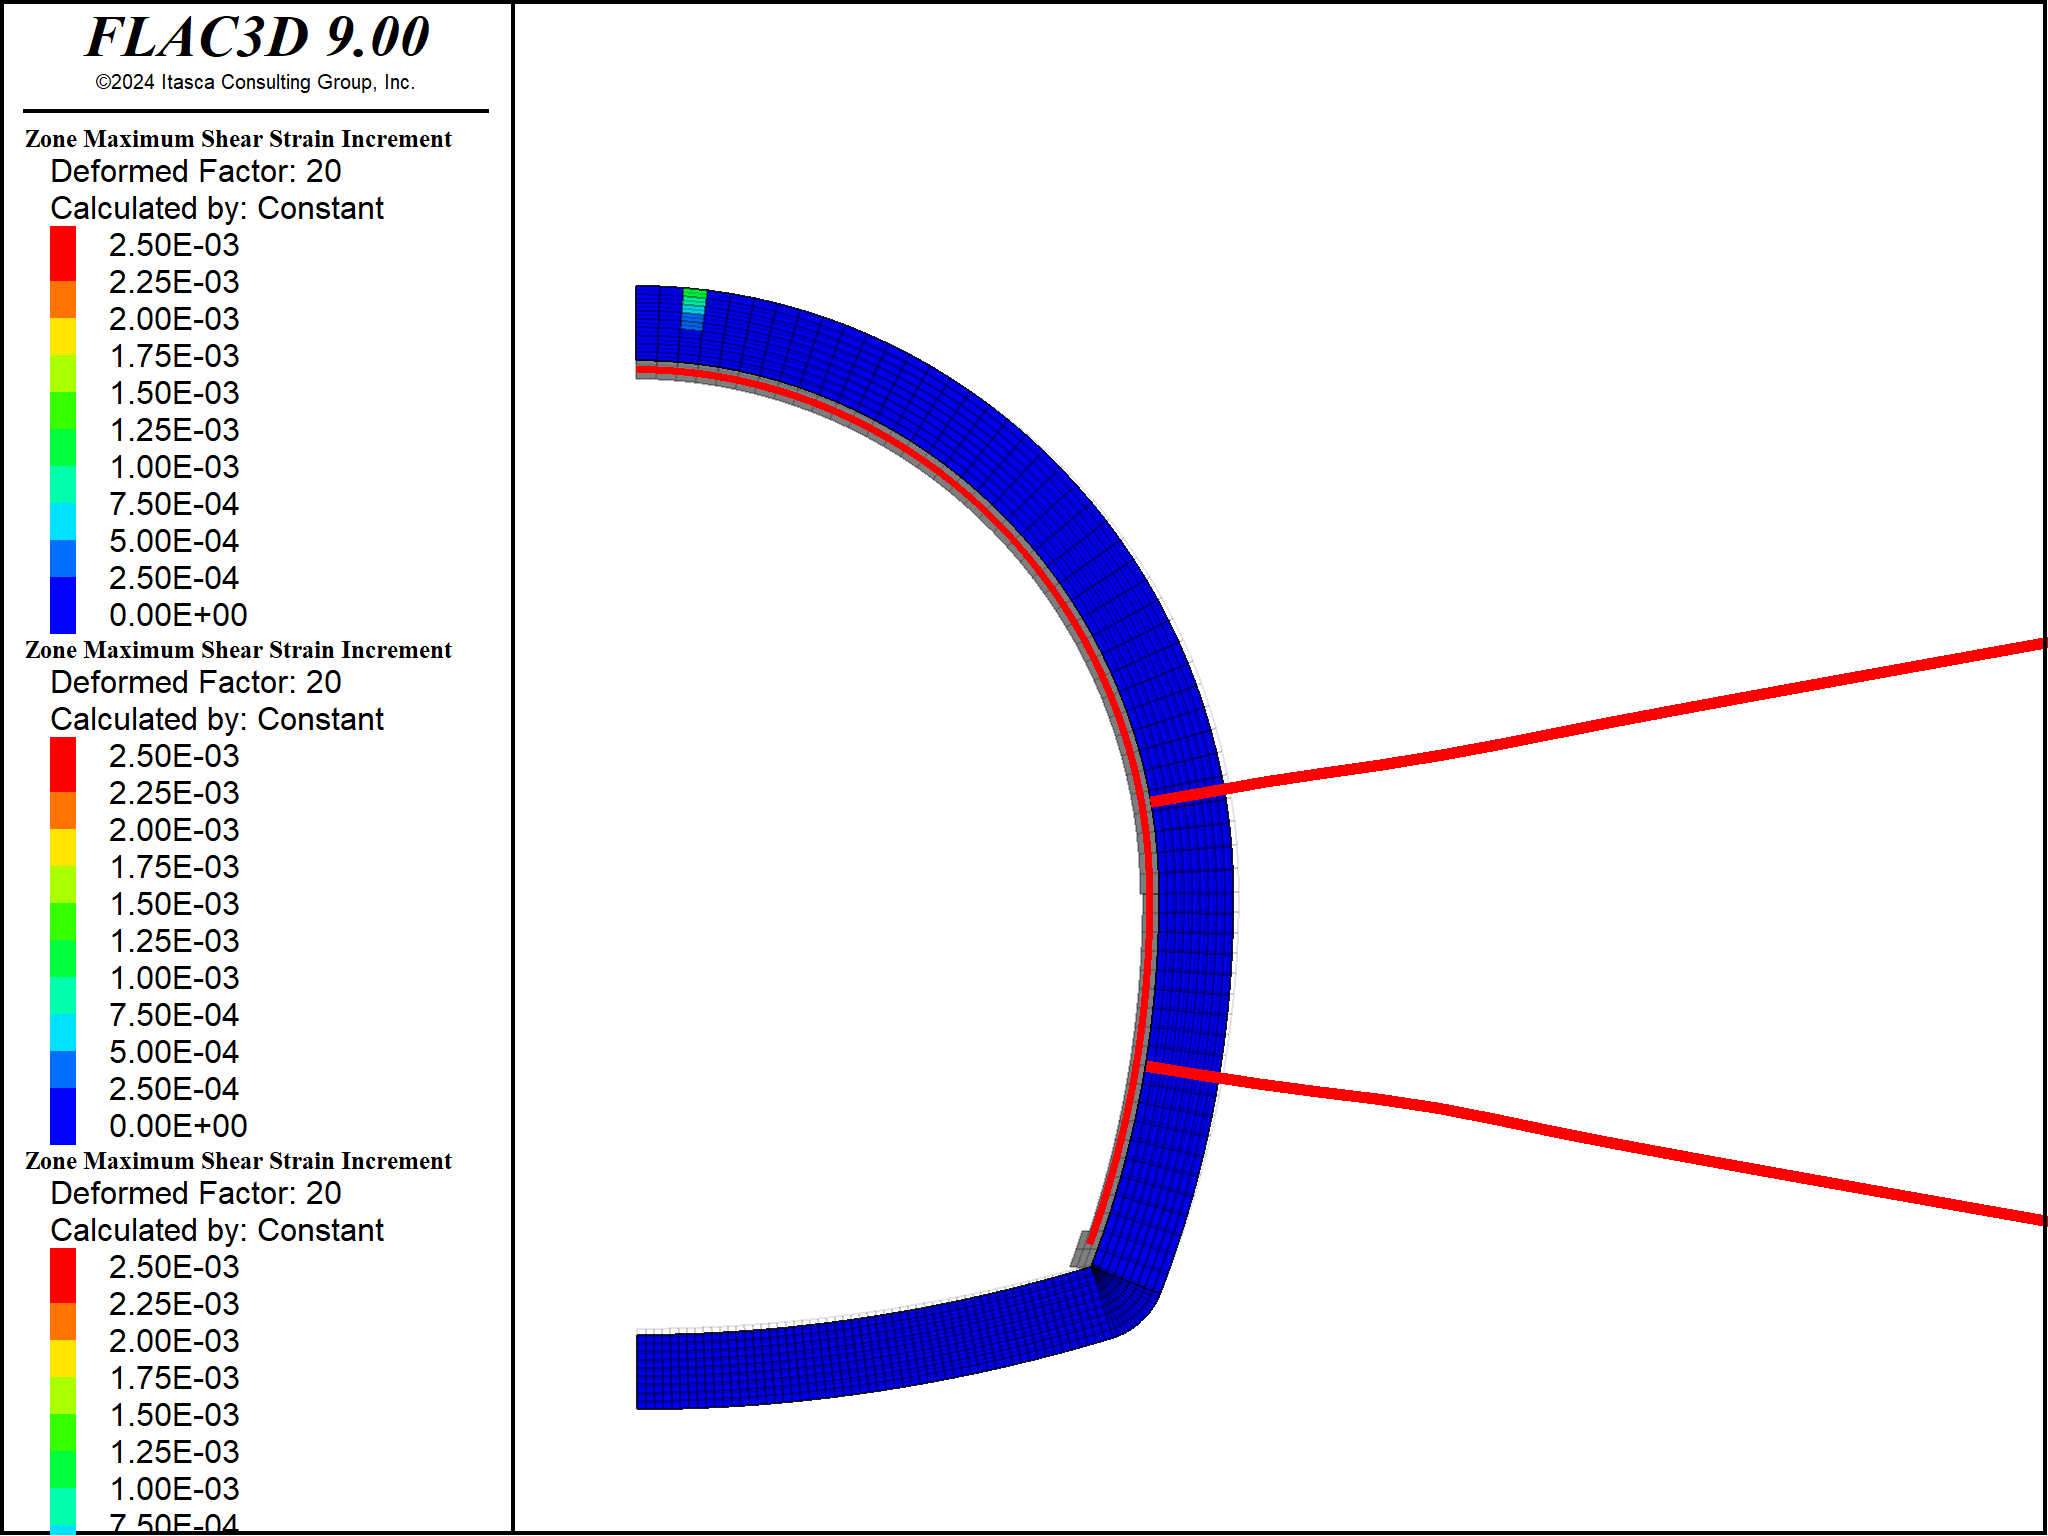 FLAC3D 9.00
©2024 Itasca Consulting Group, Inc.
Zone Maximum Shear Strain Increment
Deformed Factor: 20
Calculated by: Constant
2.50E-03
2.25E-03
2.00E-03
1.75E-03
1.50E-03
1.25E-03
1.00E-03
7.50E-04
5.00E-04
2.50E-04
0.00E+00
Zone Maximum Shear Strain Increment
Deformed Factor: 20
Calculated by: Constant
2.50E-03
2.25E-03
2.00E-03
1.75E-03
1.50E-03
1.25E-03
1.00E-03
7.50E-04
5.00E-04
2.50E-04
0.00E+00
Zone Maximum Shear Strain Increment
Deformed Factor: 20
Calculated by: Constant
2.50E-03
2.25E-03
2.00E-03
1.75E-03
1.50E-03
1.25E-03
1.00E-03
7.50E-04